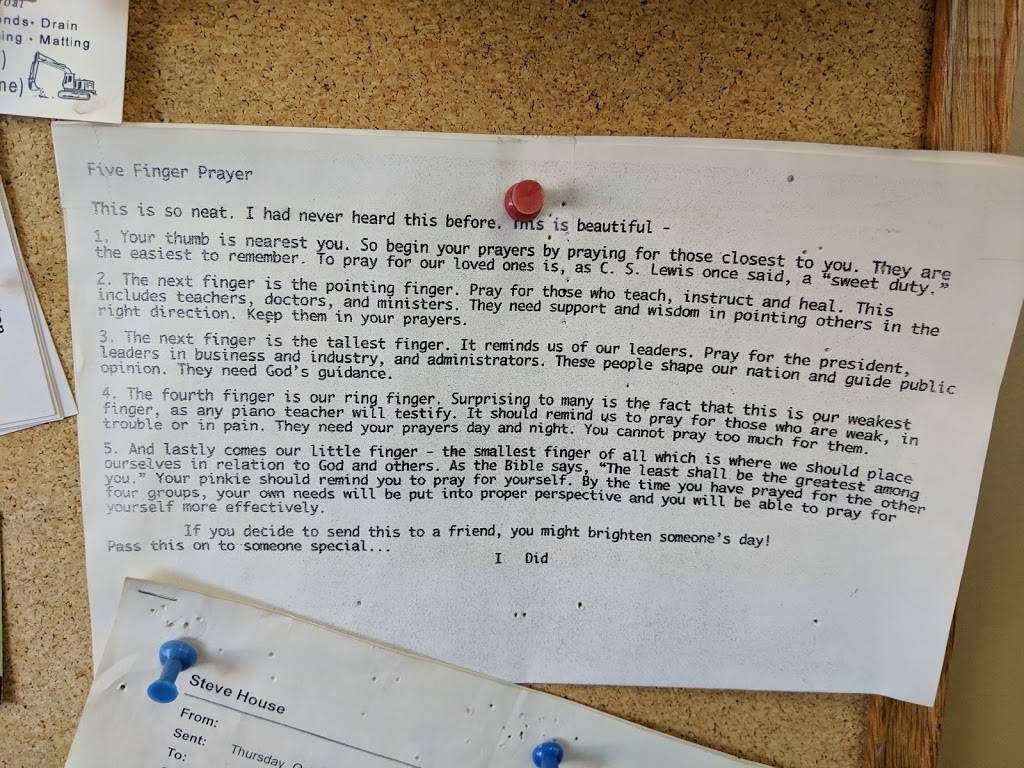 onds- Drain
ing - Matting
)
ne)
Five Finger Prayer
This is so neat. I had never heard this before. This is beautiful -
1. Your thumb is nearest you. So begin your prayers by praying for those closest to you. They are
the easiest to remember. To pray for our loved ones is, as C. S. Lewis once said, a "sweet duty."
2. The next finger is the pointing finger. Pray for those who teach, instruct and heal. This
includes teachers, doctors, and ministers. They need support and wisdom in pointing others in the
right direction. Keep them in your prayers.
3. The next finger is the tallest finger. It reminds us of our leaders. Pray for the president,
leaders in business and industry, and administrators. These people shape our nation and guide public
opinion. They need God's guidance.
4. The fourth finger is our ring finger. Surprising to many is the fact that this is our weakest
finger, as any piano teacher will testify. It should remind us to pray for those who are weak, in
trouble or in pain. They need your prayers day and night. You cannot pray too much for them.
5. And lastly comes our little finger - the smallest finger of all which is where we should place
ourselves in relation to God and others. As the Bible says, "The least shall be the greatest among
you." Your pinkie should remind you to pray for yourself. By the time you have prayed for the other
four groups, your own needs will be put into proper perspective and you will be able to pray for
yourself more effectively.
If you decide to send this to a friend, you might brighten someone's day!
Pass this on to someone special...
I Did
Steve House
From:
Sent: Thursday, O
To: